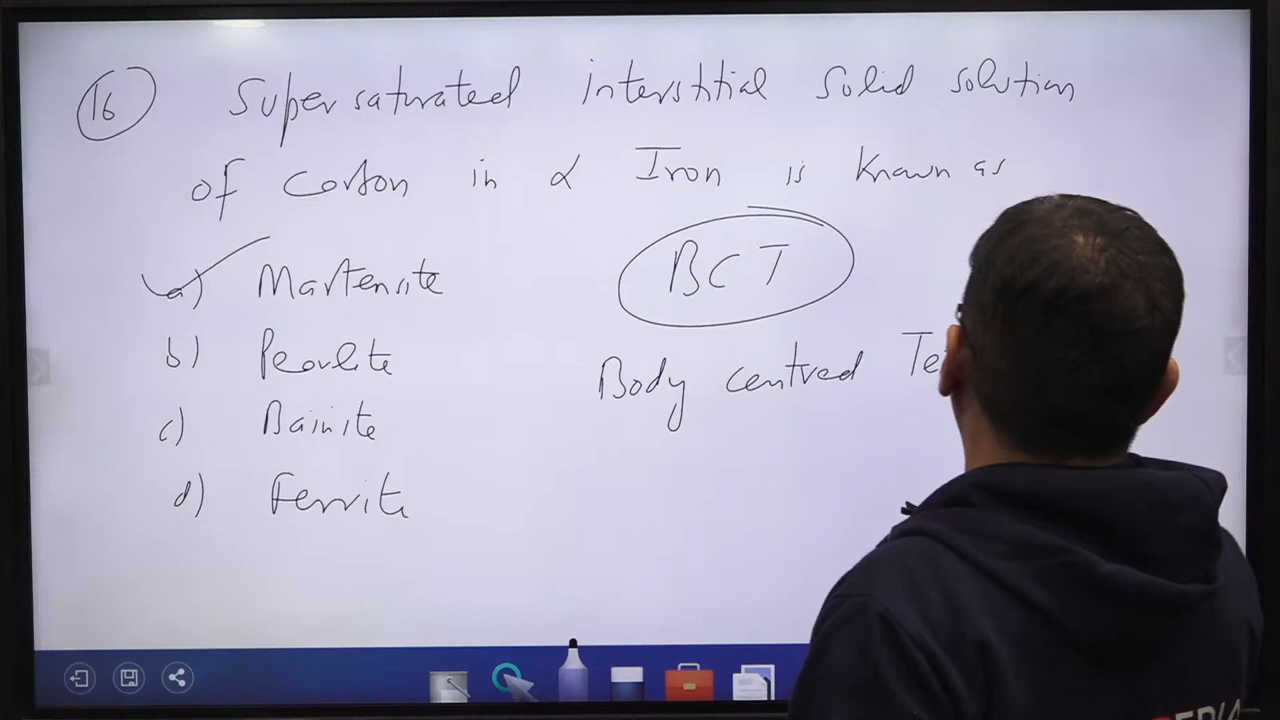 16 Supersaturated interstitial Solid solution
of Carbon in α Iron is Known as
a) Martensite
b) Pearlite
c) Bainite
d) Ferrite
BCT
Body centred Te